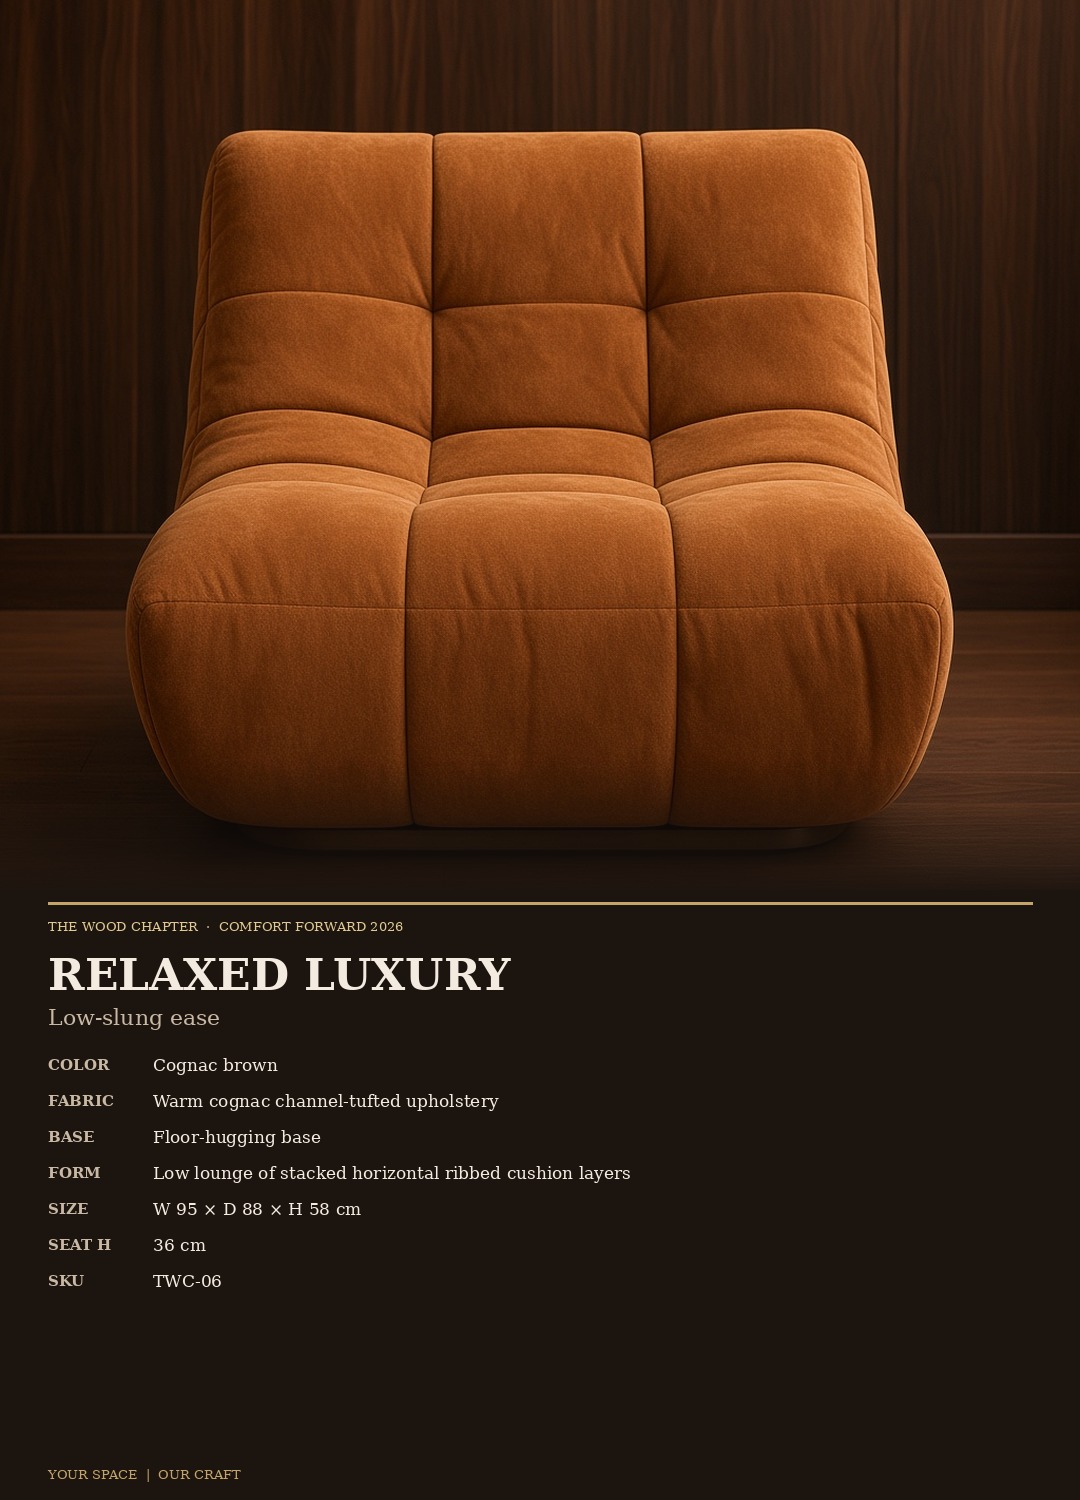 THE WOOD CHAPTER · COMFORT FORWARD 2026
RELAXED LUXURY
Low-slung ease
COLOR Cognac brown
FABRIC Warm cognac channel-tufted upholstery
BASE Floor-hugging base
FORM Low lounge of stacked horizontal ribbed cushion layers
SIZE W 95 × D 88 × H 58 cm
SEAT H 36 cm
SKU TWC-06
YOUR SPACE | OUR CRAFT